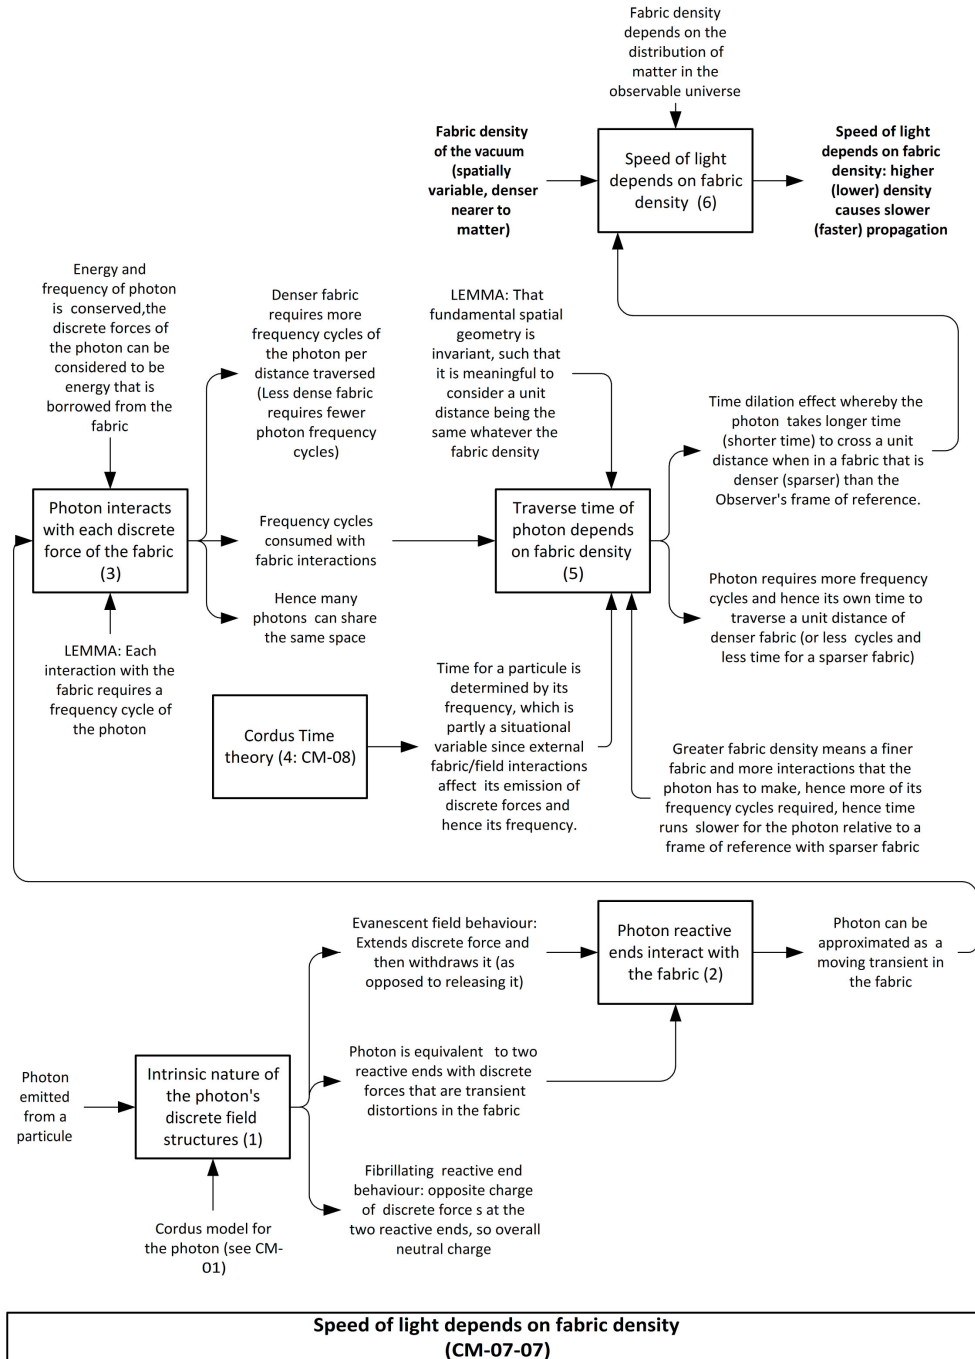 Fabric density
depends on the
distribution of
matter in the
observable universe
Fabric density
of the vacuum
(spatially
variable, denser
nearer to
matter)
Speed of light
depends on fabric
density (6)
Speed of light
depends on fabric
density: higher
(lower) density
causes slower
(faster) propagation
Energy and
frequency of photon
is conserved,the
discrete forces of
the photon can be
considered to be
energy that is
borrowed from the
fabric
Denser fabric
requires more
frequency cycles of
the photon per
distance traversed
(Less dense fabric
requires fewer
photon frequency
cycles)
LEMMA: That
fundamental spatial
geometry is
invariant, such that
it is meaningful to
consider a unit
distance being the
same whatever the
fabric density
Time dilation effect whereby the
photon takes longer time
(shorter time) to cross a unit
distance when in a fabric that is
denser (sparser) than the
Observer's frame of reference.
Photon interacts
with each discrete
force of the fabric
(3)
Frequency cycles
consumed with
fabric interactions
Traverse time of
photon depends
on fabric density
(5)
Hence many
photons can share
the same space
Photon requires more frequency
cycles and hence its own time to
traverse a unit distance of
denser fabric (or less cycles and
less time for a sparser fabric)
LEMMA: Each
interaction with the
fabric requires a
frequency cycle of
the photon
Cordus Time
theory (4: CM-08)
Time for a particule is
determined by its
frequency, which is
partly a situational
variable since external
fabric/field interactions
affect its emission of
discrete forces and
hence its frequency.
Greater fabric density means a finer
fabric and more interactions that the
photon has to make, hence more of its
frequency cycles required, hence time
runs slower for the photon relative to a
frame of reference with sparser fabric
Evanescent field behaviour:
Extends discrete force and
then withdraws it (as
opposed to releasing it)
Photon reactive
ends interact with
the fabric (2)
Photon can be
approximated as a
moving transient in
the fabric
Photon
emitted
from a
particule
Intrinsic nature of
the photon's
discrete field
structures (1)
Photon is equivalent to two
reactive ends with discrete
forces that are transient
distortions in the fabric
Fibrillating reactive end
behaviour: opposite charge
of discrete force s at the
two reactive ends, so overall
neutral charge
Cordus model for
the photon (see CM-
01)
Speed of light depends on fabric density
(CM-07-07)